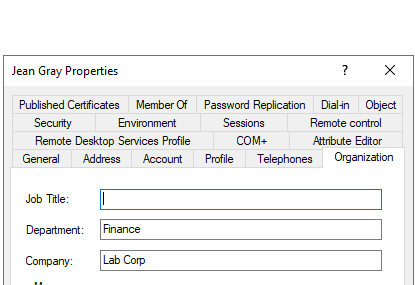 Jean Gray Properties ?
Published Certificates Member Of Password Replication Dial-in Object
Security Environment Sessions Remote control
Remote Desktop Services Profile COM+ Attribute Editor
General Address Account Profile Telephones Organization
Job Title:
Department: Finance
Company: Lab Corp